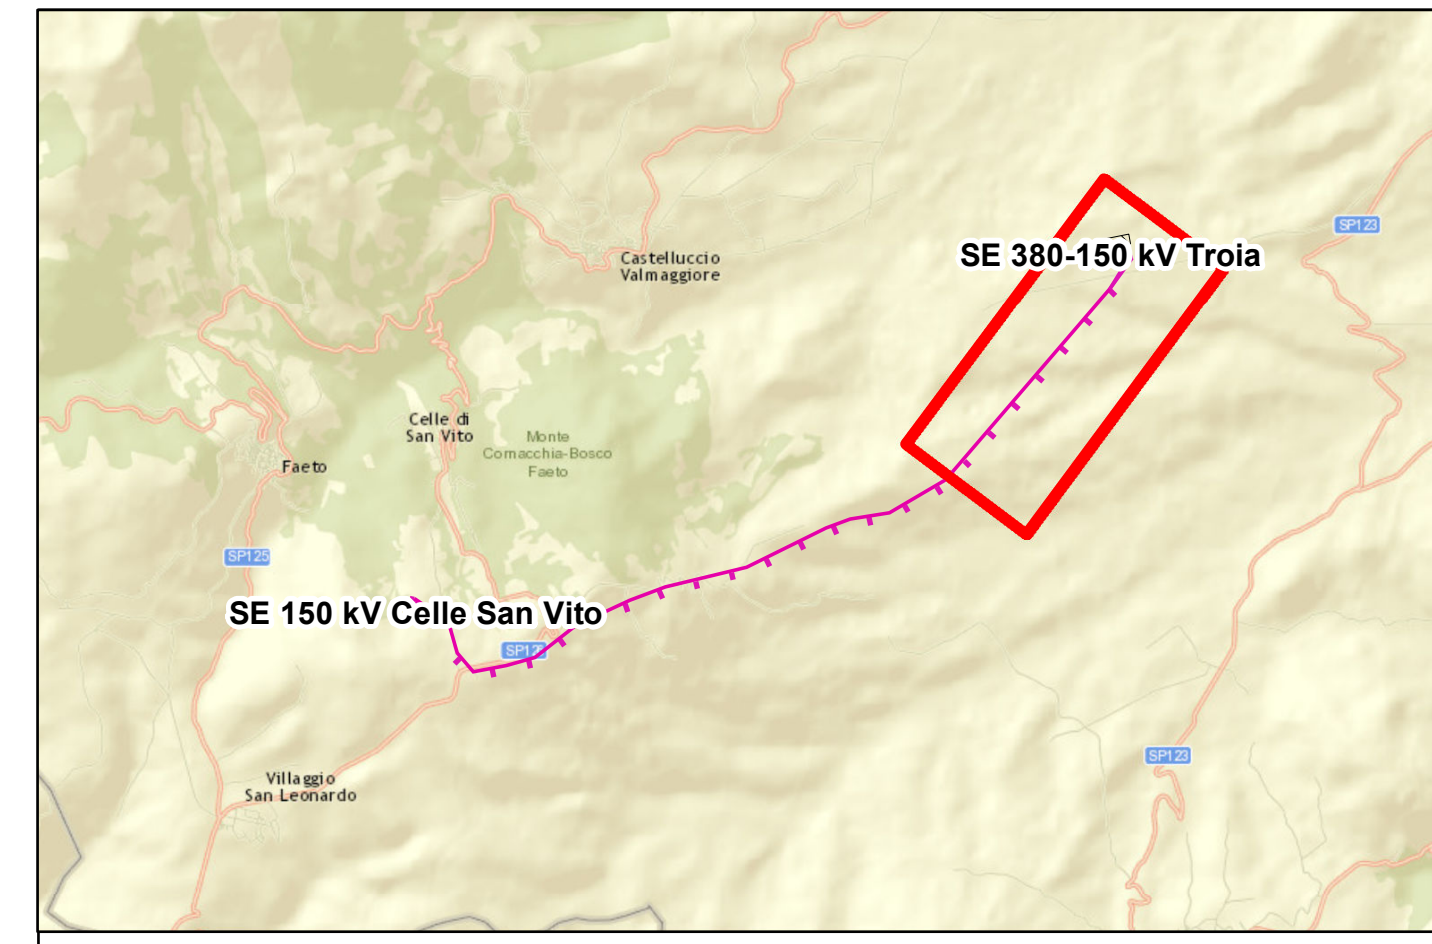 SP123
SE 380-150 kV Troia
Castelluccio
Valmaggiore
Celle di
San Vito
Monte
Cornacchia-Bosco
Faeto
Faeto
SP125
SE 150 kV Celle San Vito
SP123
Villaggio
San Leonardo